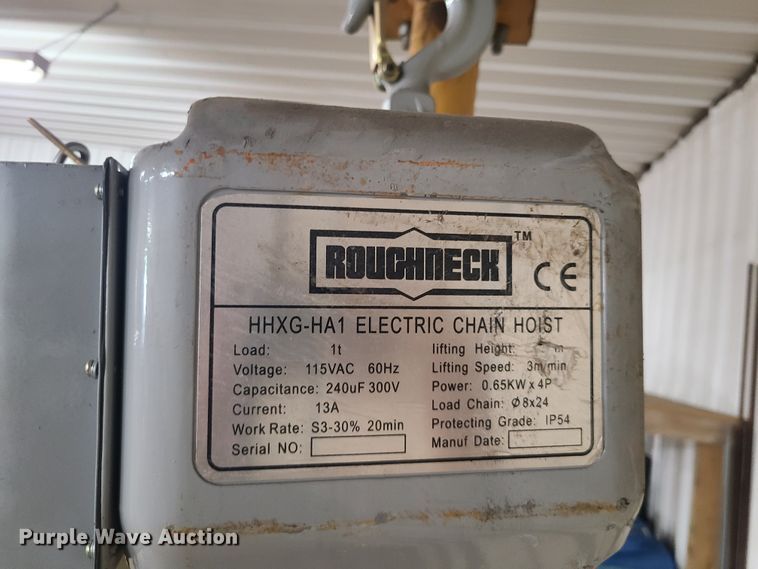 ROUGHNECK TM
CE
HHXG-HA1 ELECTRIC CHAIN HOIST
Load: 1t
Voltage: 115VAC 60Hz
Capacitance: 240uF 300V
Current: 13A
Work Rate: S3-30% 20min
Serial NO:
lifting Height: m
Lifting Speed: 3m/min
Power: 0.65KW x 4P
Load Chain: Φ8x24
Protecting Grade: IP54
Manuf Date:
Purple Wave Auction